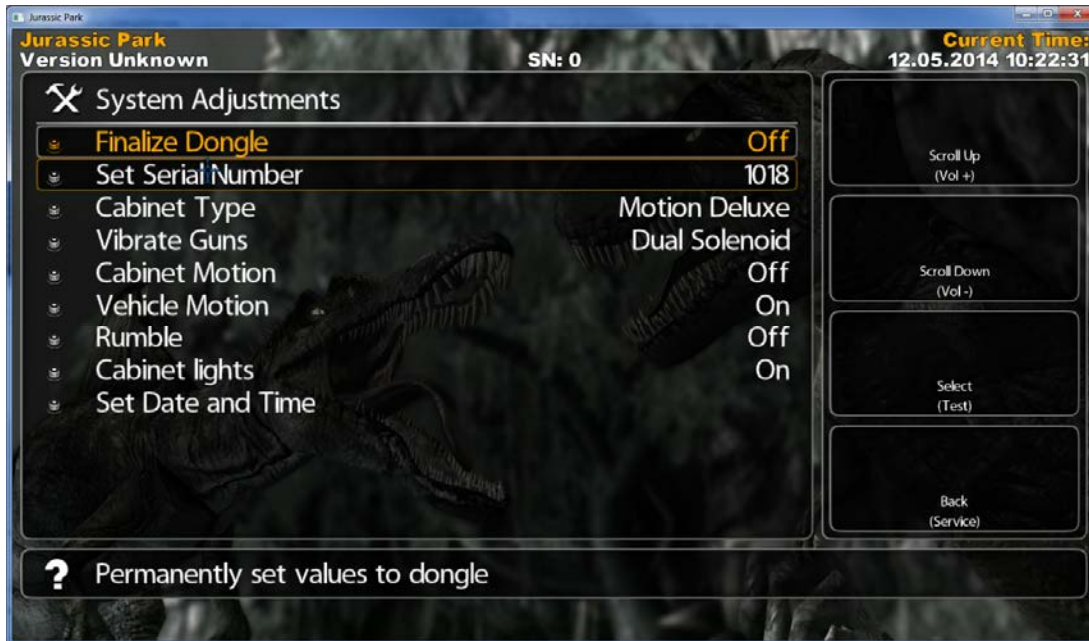 Jurassic Park
Jurassic Park
Current Time:
Version Unknown
SN: 0
12.05.2014 10:22:31
System Adjustments
Finalize Dongle Off
Set Serial Number 1018
Cabinet Type Motion Deluxe
Vibrate Guns Dual Solenoid
Cabinet Motion Off
Vehicle Motion On
Rumble Off
Cabinet lights On
Set Date and Time
Scroll Up
(Vol +)
Scroll Down
(Vol -)
Select
(Test)
Back
(Service)
? Permanently set values to dongle